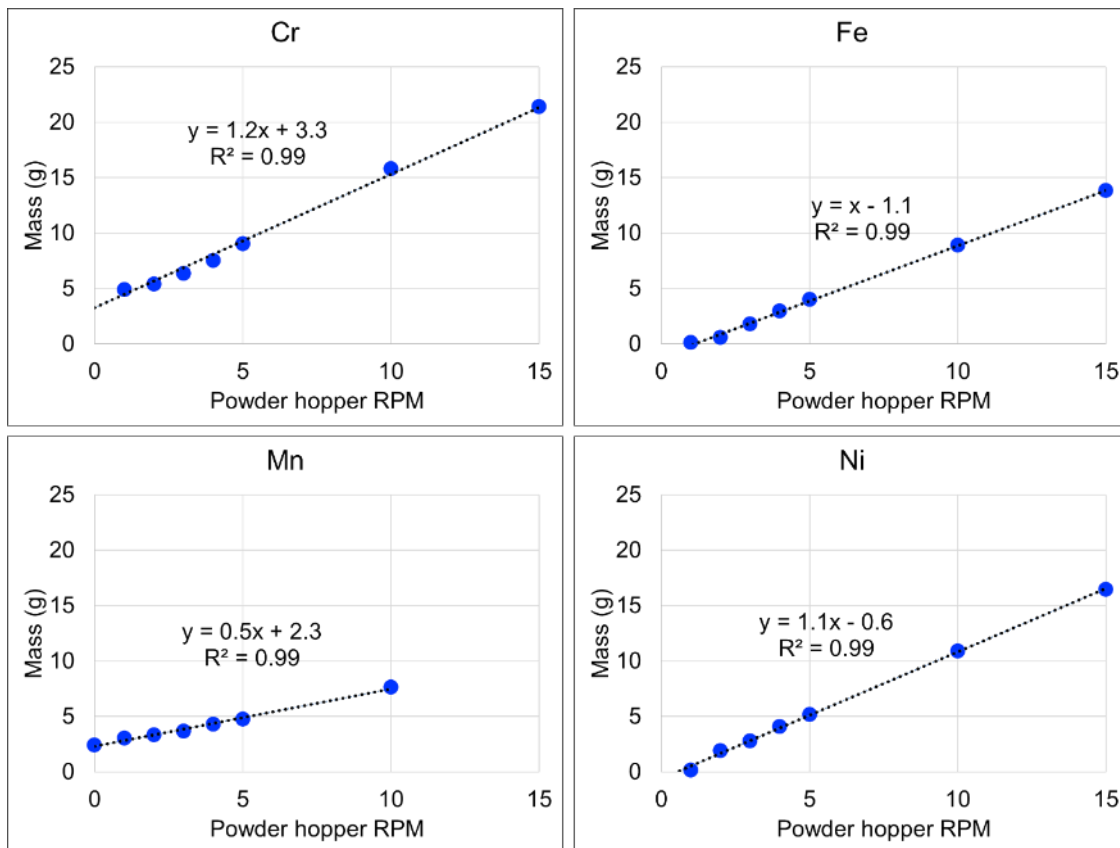 Cr
25
20
15
10
5
0
Mass (g)
y = 1.2x + 3.3
R² = 0.99
0 5 10 15
Powder hopper RPM
Fe
25
20
15
10
5
0
Mass (g)
y = x - 1.1
R² = 0.99
0 5 10 15
Powder hopper RPM
Mn
25
20
15
10
5
0
Mass (g)
y = 0.5x + 2.3
R² = 0.99
0 5 10 15
Powder hopper RPM
Ni
25
20
15
10
5
0
Mass (g)
y = 1.1x - 0.6
R² = 0.99
0 5 10 15
Powder hopper RPM